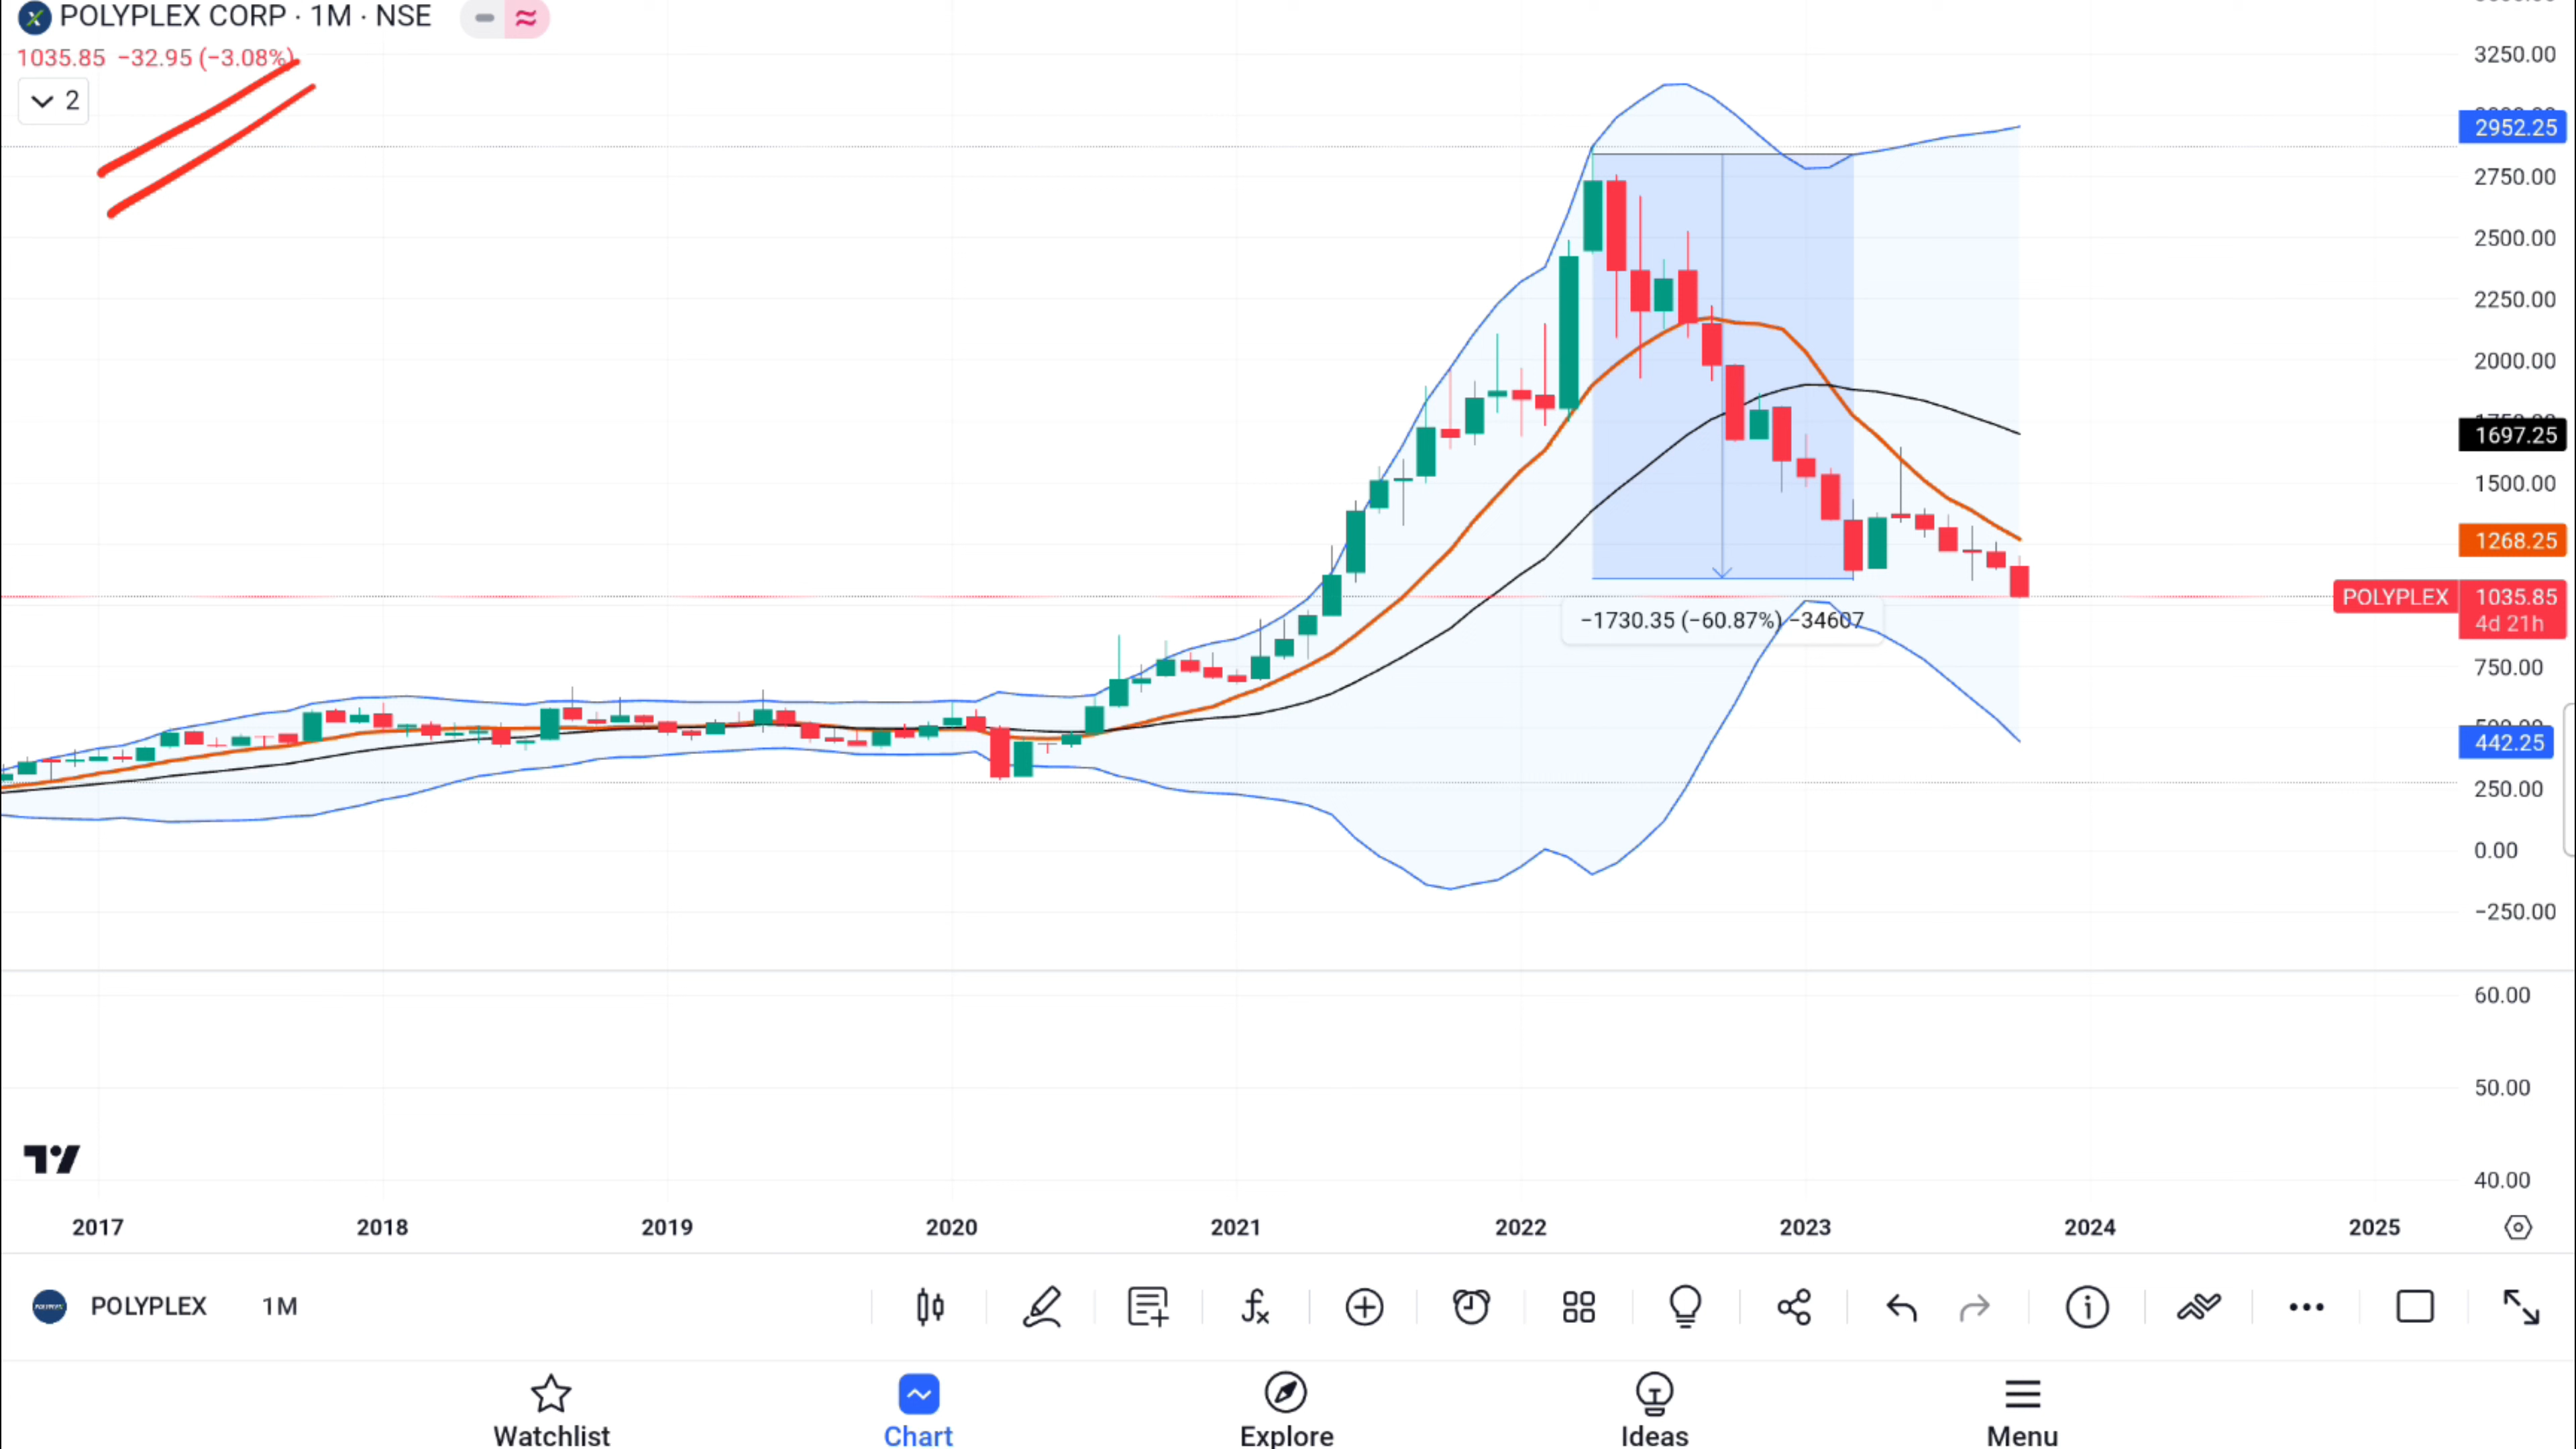 POLYPLEX CORP · 1M · NSE
1035.85 −32.95 (−3.08%)
2
3250.00
2952.25
2750.00
2500.00
2250.00
2000.00
1697.25
1500.00
1268.25
POLYPLEX 1035.85
4d 21h
−1730.35 (−60.87%) −34607
750.00
442.25
250.00
0.00
−250.00
60.00
50.00
40.00
2017 2018 2019 2020 2021 2022 2023 2024 2025
POLYPLEX 1M
Watchlist Chart Explore Ideas Menu